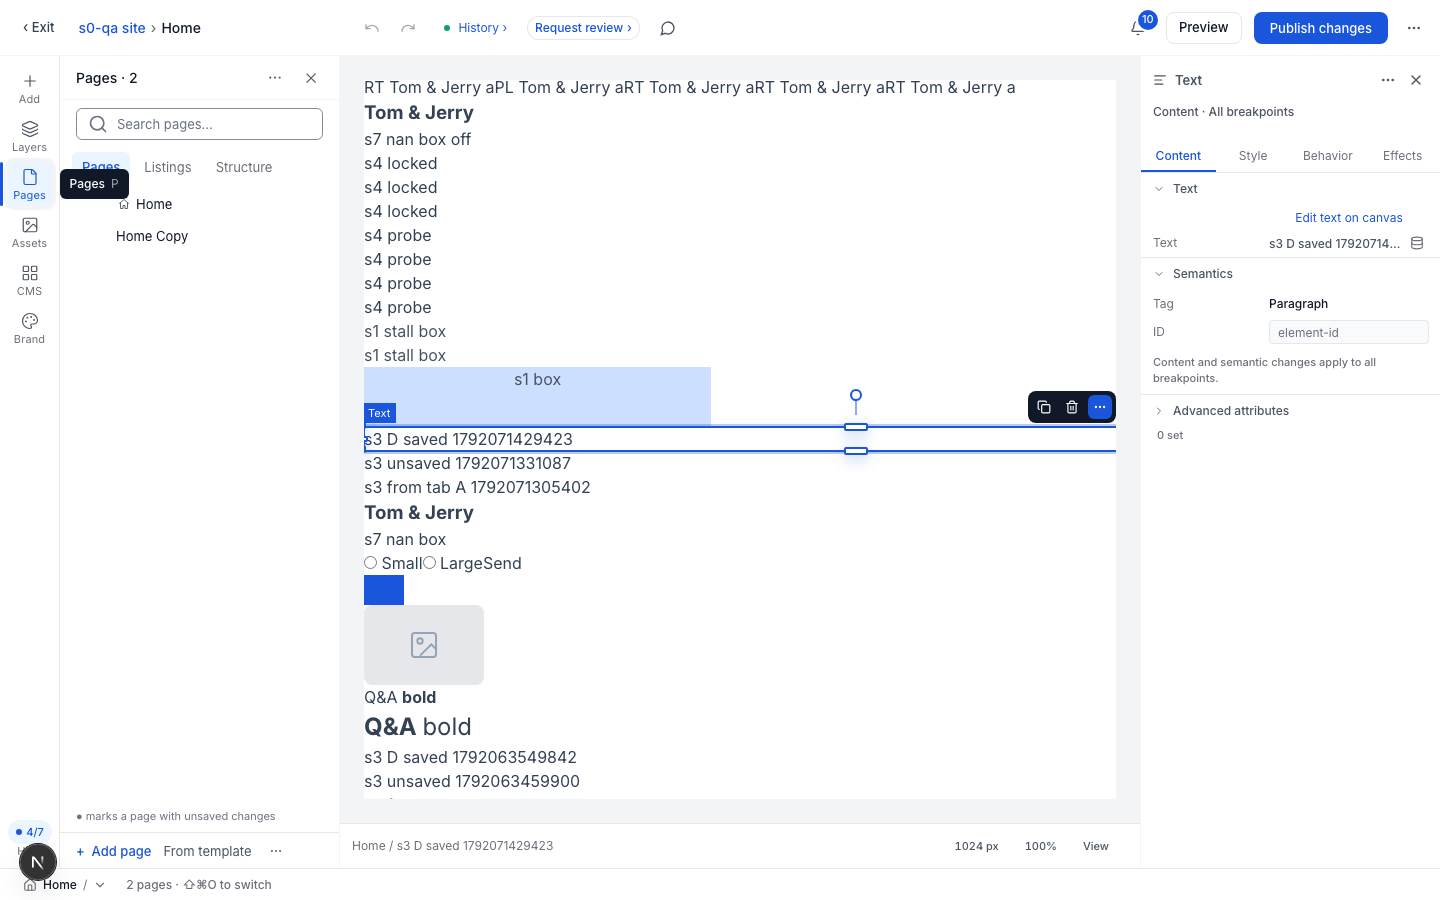 ‹ Exit
s0-qa site › Home
History ›
Request review ›
10
Preview
Publish changes
Add
Layers
Pages
Assets
CMS
Brand
4/7
N
Pages · 2
Search pages...
Pages
Listings
Structure
Pages P
Home
Home Copy
● marks a page with unsaved changes
+ Add page
From template
RT Tom & Jerry aPL Tom & Jerry aRT Tom & Jerry aRT Tom & Jerry aRT Tom & Jerry a
Tom & Jerry
s7 nan box off
s4 locked
s4 locked
s4 locked
s4 probe
s4 probe
s4 probe
s4 probe
s1 stall box
s1 stall box
s1 box
Text
s3 D saved 1792071429423
s3 unsaved 1792071331087
s3 from tab A 1792071305402
Tom & Jerry
s7 nan box
Small LargeSend
Q&A bold
Q&A bold
s3 D saved 1792063549842
s3 unsaved 1792063459900
Home / s3 D saved 1792071429423
1024 px
100%
View
Text
Content · All breakpoints
Content
Style
Behavior
Effects
Text
Edit text on canvas
Text
s3 D saved 17920714...
Semantics
Tag
Paragraph
ID
element-id
Content and semantic changes apply to all
breakpoints.
Advanced attributes
0 set
Home /
2 pages · ⇧⌘O to switch